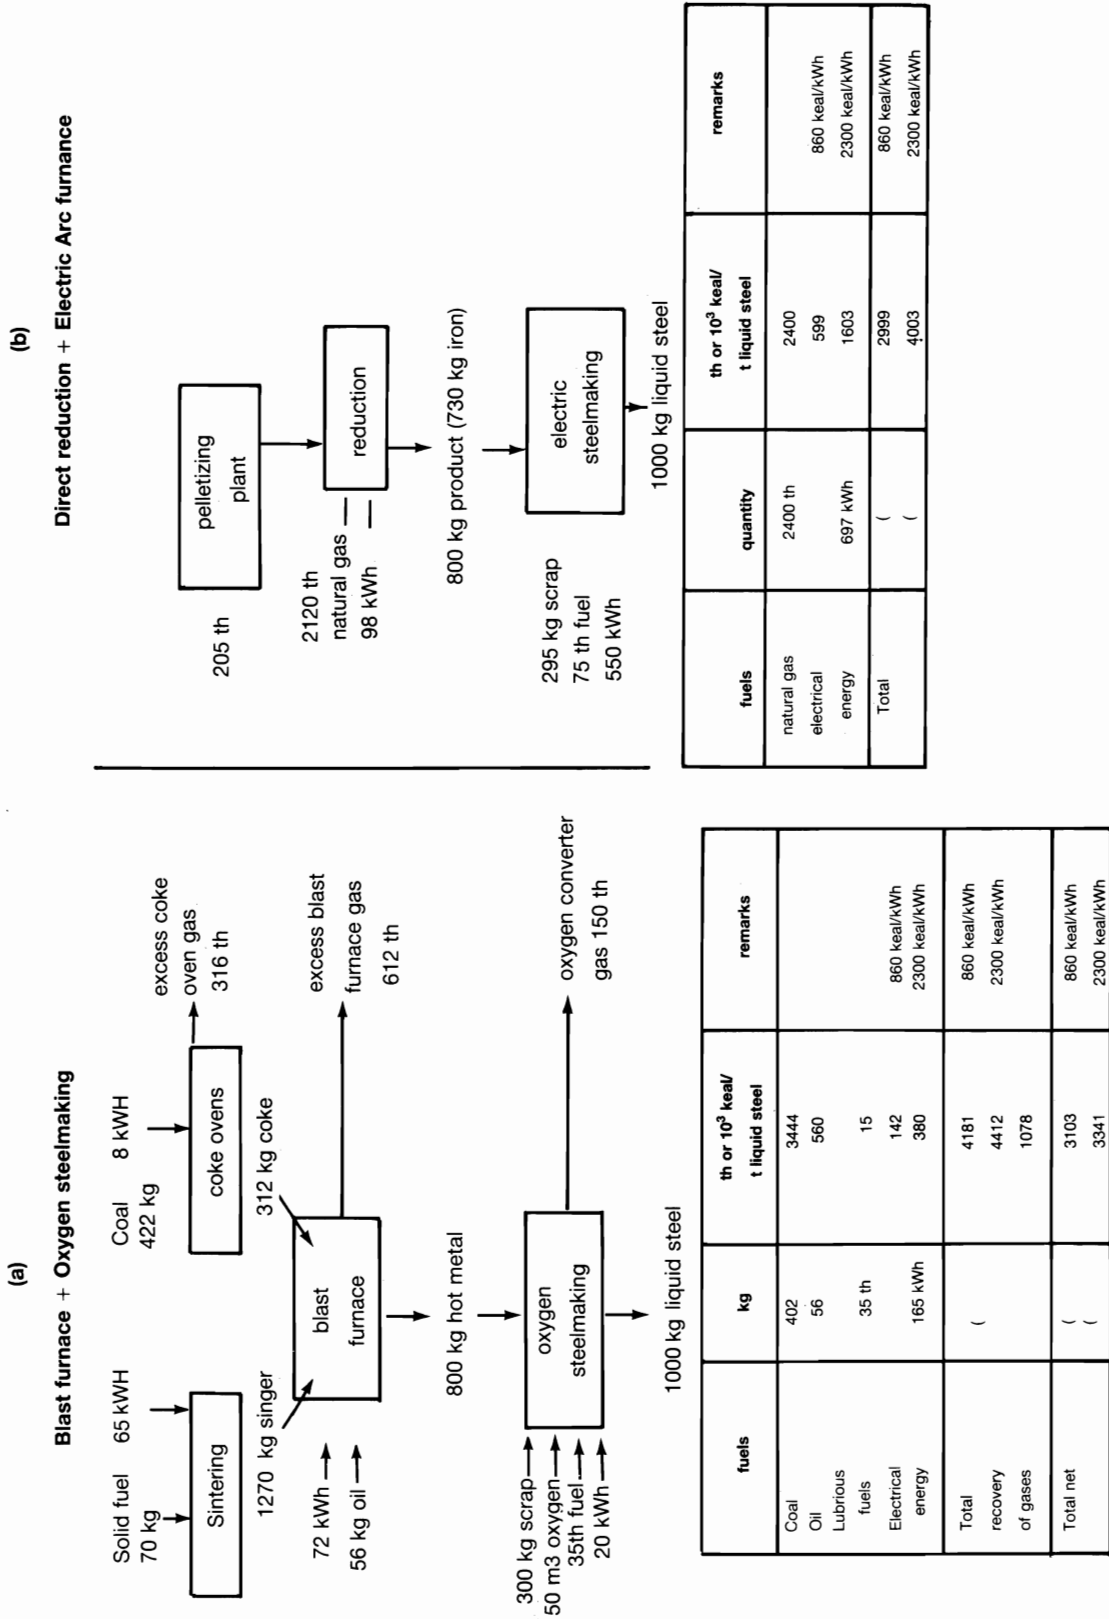 (a)
Blast furnace + Oxygen steelmaking
Solid fuel 65 kWH
70 kg
Sintering
Coal 8 kWH
422 kg
coke ovens
excess coke
oven gas
316 th
1270 kg singer
312 kg coke
72 kWh
56 kg oil
blast
furnace
excess blast
furnace gas
612 th
800 kg hot metal
300 kg scrap
50 m3 oxygen
35th fuel
20 kWh
oxygen
steelmaking
oxygen converter
gas 150 th
1000 kg liquid steel
fuels kg th or 10³ keal/ remarks
t liquid steel
Coal 402 3444
Oil 56 560
Lubrious
fuels 35 th 15
Electrical 142 860 keal/kWh
energy 165 kWh 380 2300 keal/kWh
Total ( 4181 860 keal/kWh
recovery 4412 2300 keal/kWh
of gases 1078
Total net ( 3103 860 keal/kWh
( 3341 2300 keal/kWh
(b)
Direct reduction + Electric Arc furnance
205 th
pelletizing
plant
2120 th
natural gas
98 kWh
reduction
800 kg product (730 kg iron)
295 kg scrap
75 th fuel
550 kWh
electric
steelmaking
1000 kg liquid steel
fuels quantity th or 10³ keal/ remarks
t liquid steel
natural gas 2400 th 2400
electrical 599 860 keal/kWh
energy 697 kWh 1603 2300 keal/kWh
Total ( 2999 860 keal/kWh
( 4003 2300 keal/kWh